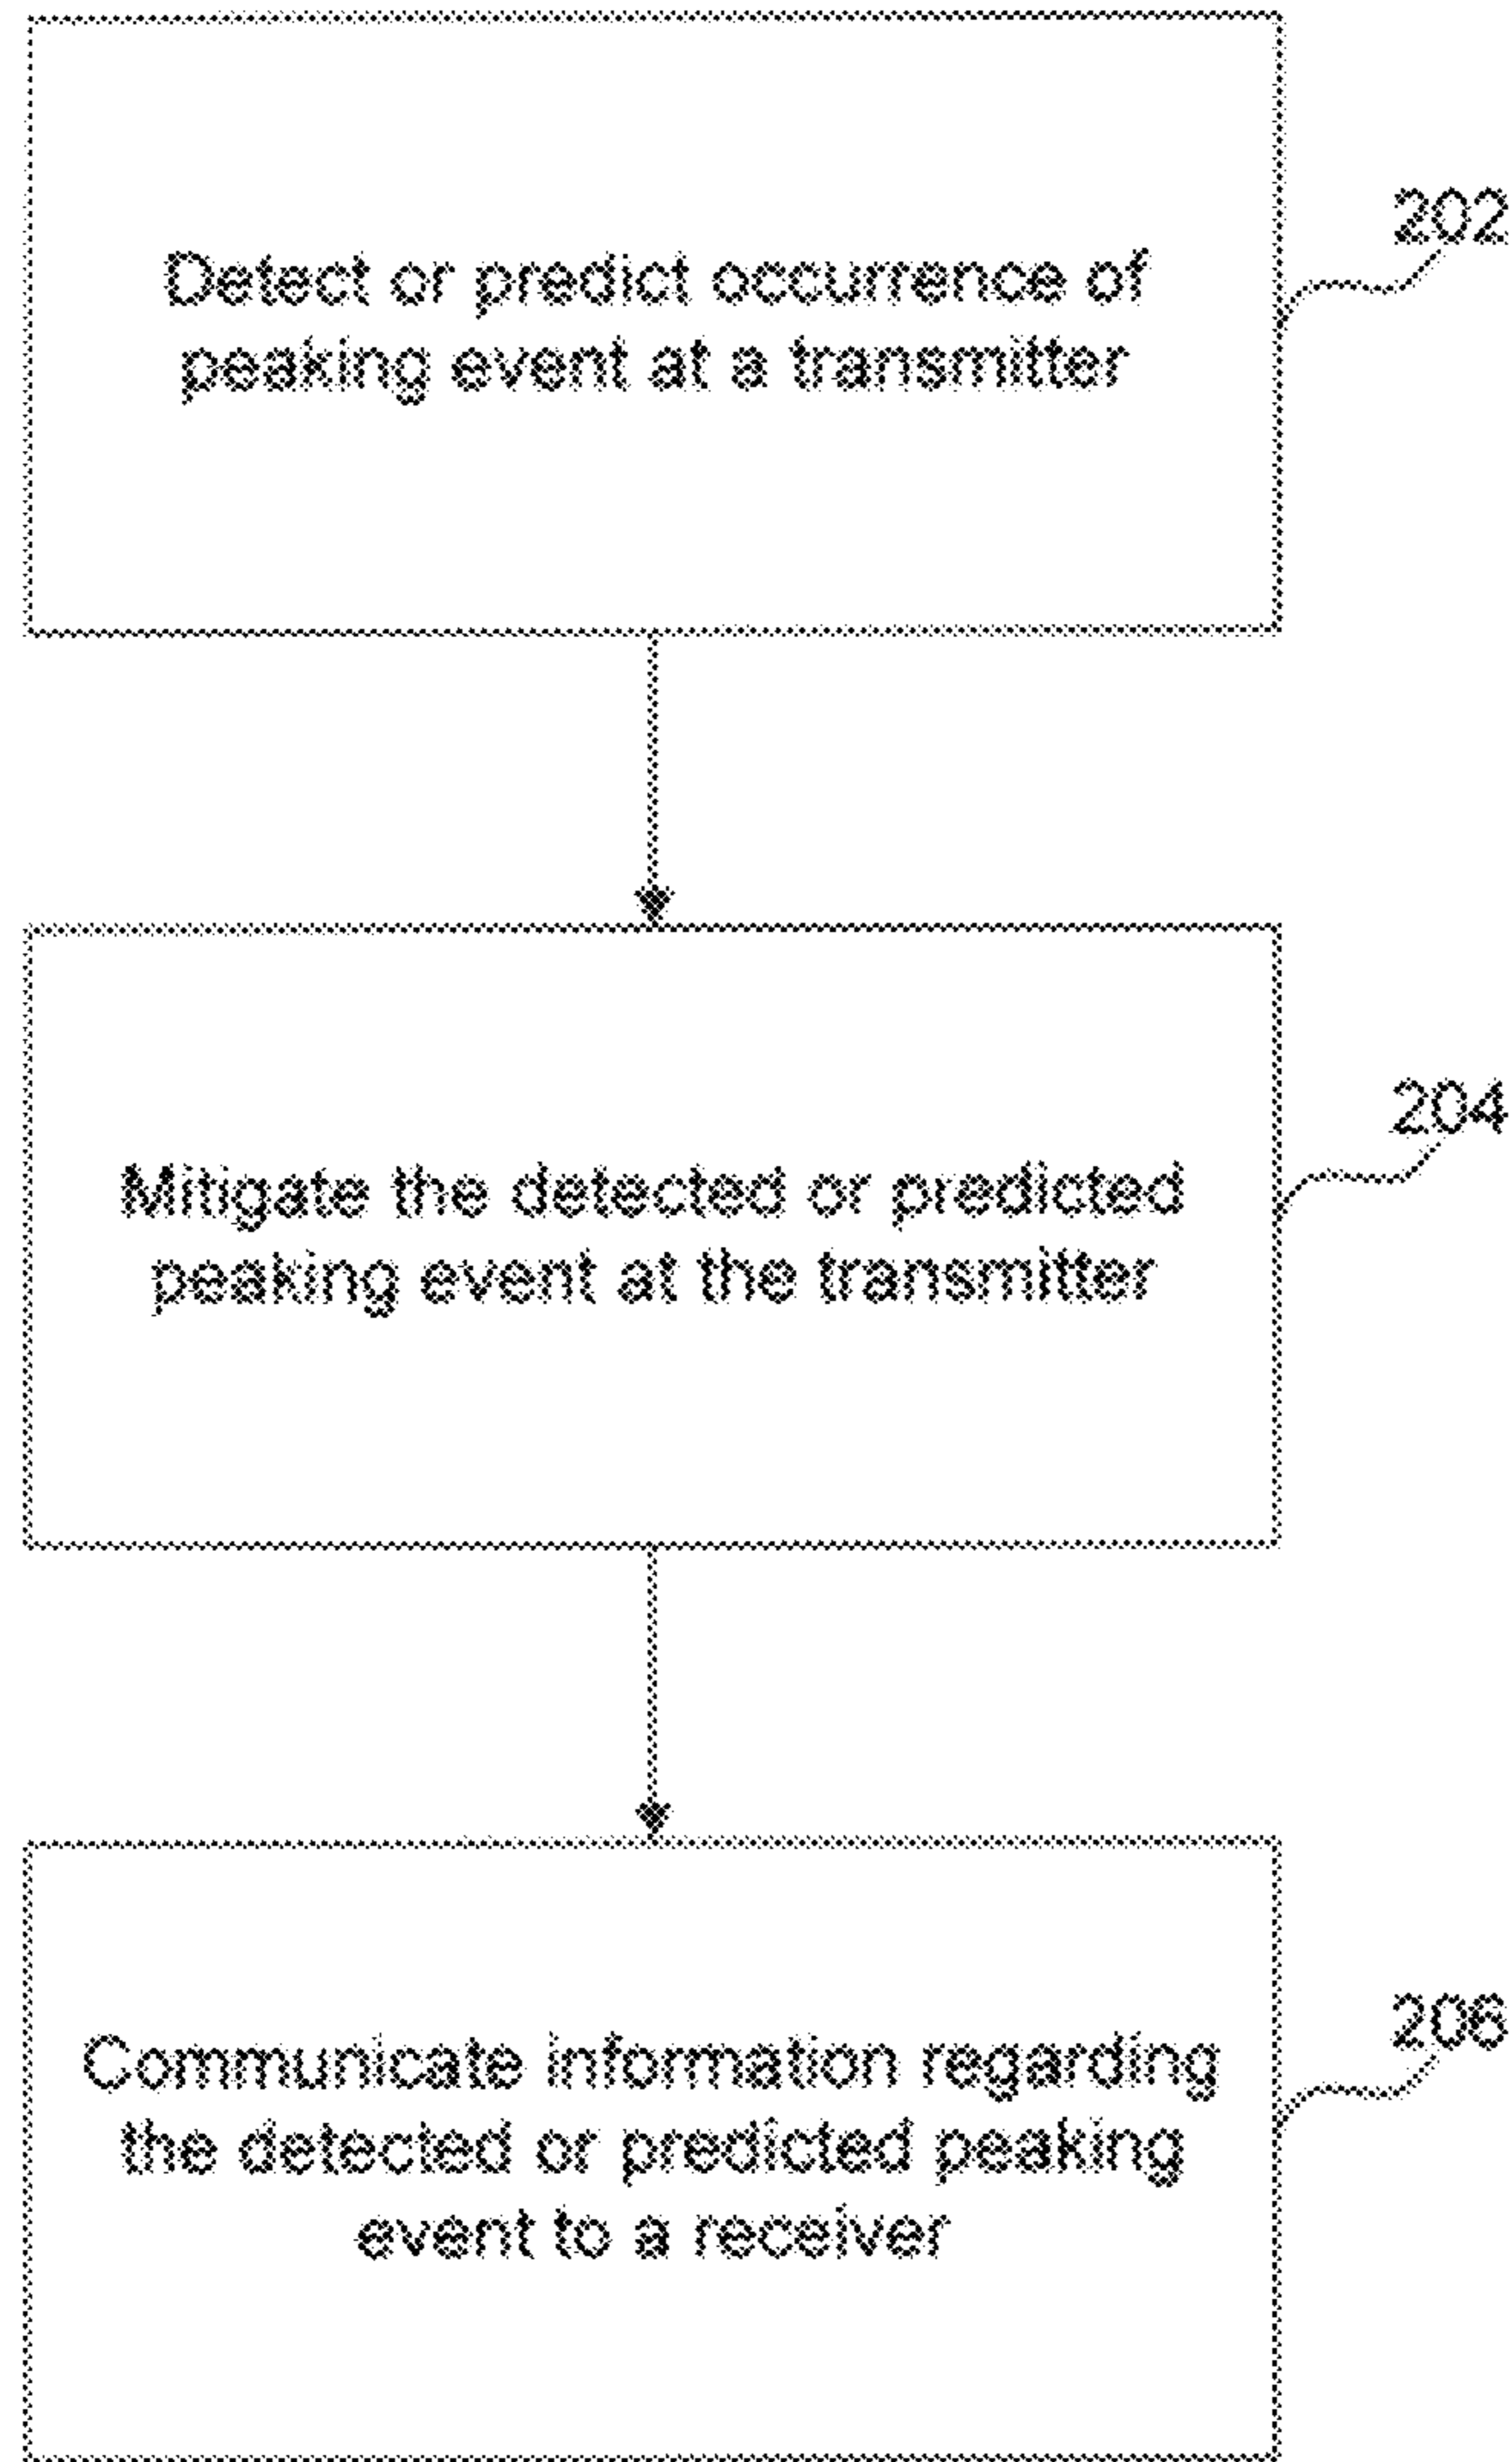 202
Detect or predict occurrence of
peaking event at a transmitter
204
Mitigate the detected or predicted
peaking event at the transmitter
206
Communicate information regarding
the detected or predicted peaking
event to a receiver